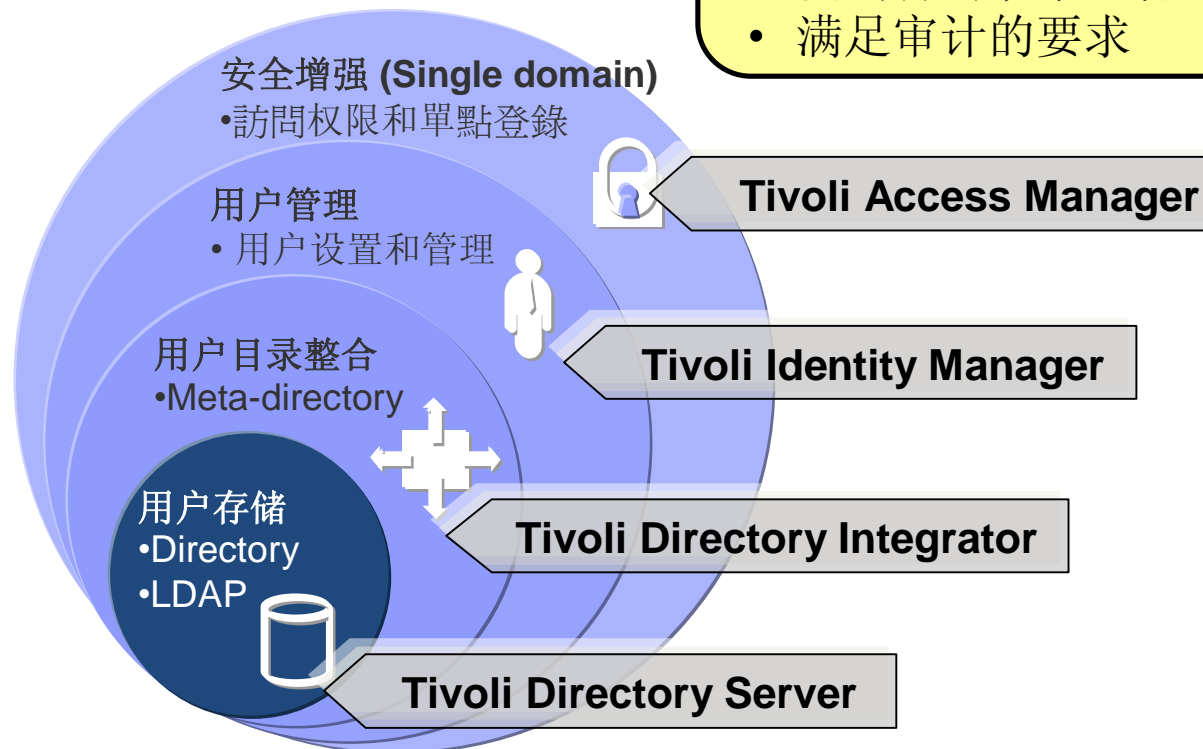 • 满足审计的要求
安全增强 (Single domain)
•訪問权限和單點登錄
Tivoli Access Manager
用户管理
• 用户设置和管理
Tivoli Identity Manager
用户目录整合
•Meta-directory
Tivoli Directory Integrator
用户存储
•Directory
•LDAP
Tivoli Directory Server